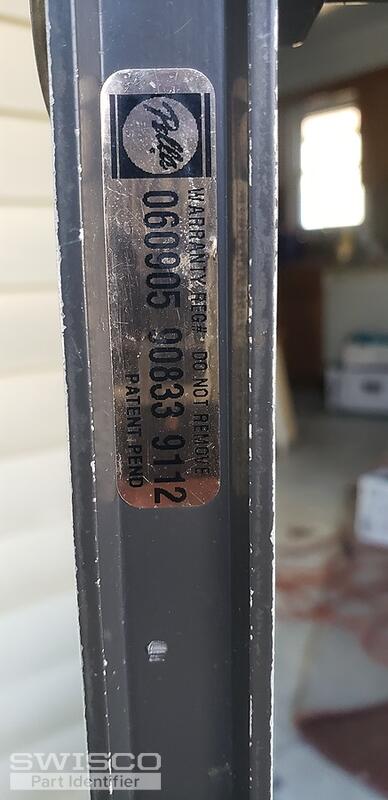 Pella
WARRANTY REG# DO NOT REMOVE
060905 90833 9112
PATENT PEND
SWISCO
Part Identifier